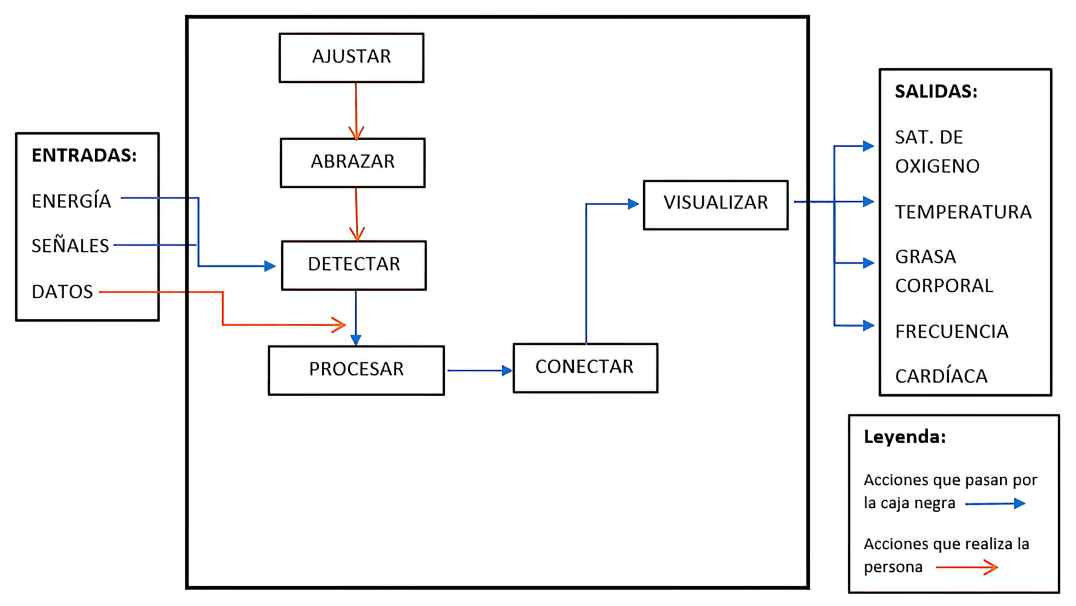 ENTRADAS:
ENERGÍA
SEÑALES
DATOS
AJUSTAR
ABRAZAR
DETECTAR
PROCESAR
CONECTAR
VISUALIZAR
SALIDAS:
SAT. DE
OXIGENO
TEMPERATURA
GRASA
CORPORAL
FRECUENCIA
CARDÍACA
Leyenda:
Acciones que pasan por
la caja negra
Acciones que realiza la
persona